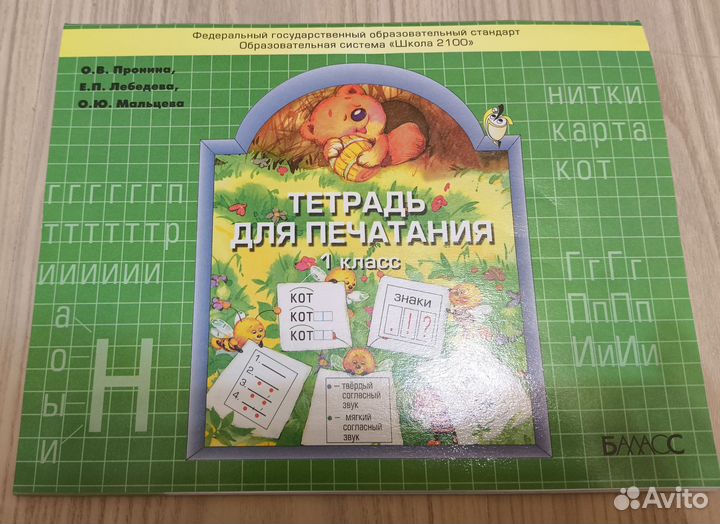 Федеральный государственный образовательный стандарт
Образовательная система «Школа 2100»
О.В. Пронина,
Е.П. Лебедева,
О.Ю. Мальцева
нитки
карта
кот
ггггггп
тттттттр
ииииии
а
о
ы
и
Н
ТЕТРАДЬ
ДЛЯ ПЕЧАТАНИЯ
1 класс
кот
кот
кот
знаки
. ! ?
1.
2.
3.
4.
– твёрдый
согласный
звук
– мягкий
согласный
звук
ГгГг
ПпПп
ИиИи
БАЛАСС
Avito